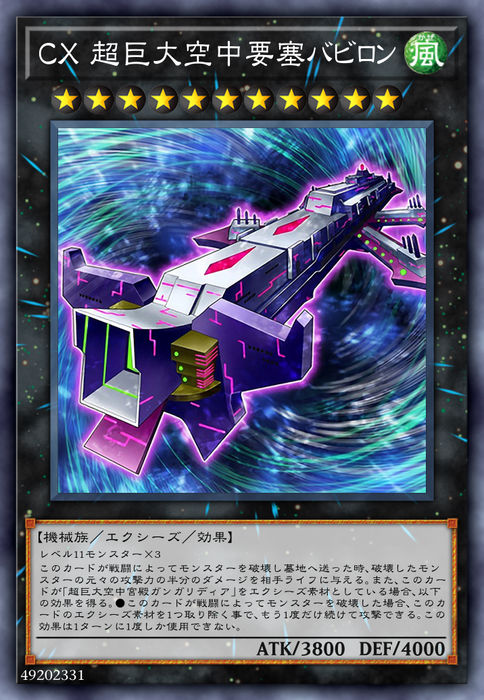 CX 超巨大空中要塞バビロン
かぜ
風
【機械族/エクシーズ/効果】
レベル11モンスター×3
このカードが戦闘によってモンスターを破壊し墓地へ送った時、破壊したモ
ンスターの元々の攻撃力の半分のダメージを相手ライフに与える。また、このカー
ドが「超巨大空中宮殿ガンガリディア」をエクシーズ素材としている場合、以下
の効果を得る。●このカードが戦闘によってモンスターを破壊した場合、このカ
ードのエクシーズ素材を1つ取り除く事で、もう1度だけ続けて攻撃できる。この
効果は1ターンに1度しか使用できない。
ATK/3800 DEF/4000
49202331